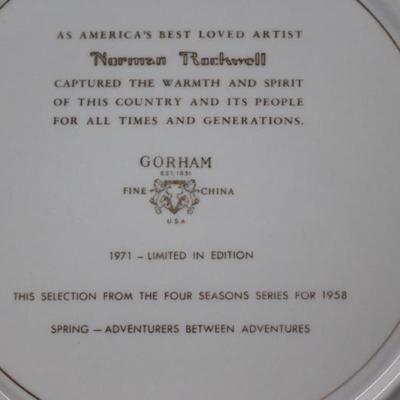 AS AMERICA'S BEST LOVED ARTIST
Norman Rockwell
CAPTURED THE WARMTH AND SPIRIT
OF THIS COUNTRY AND ITS PEOPLE
FOR ALL TIMES AND GENERATIONS.
GORHAM
EST. 1831
FINE CHINA
U.S.A
1971 – LIMITED IN EDITION
THIS SELECTION FROM THE FOUR SEASONS SERIES FOR 1958
SPRING — ADVENTURERS BETWEEN ADVENTURES